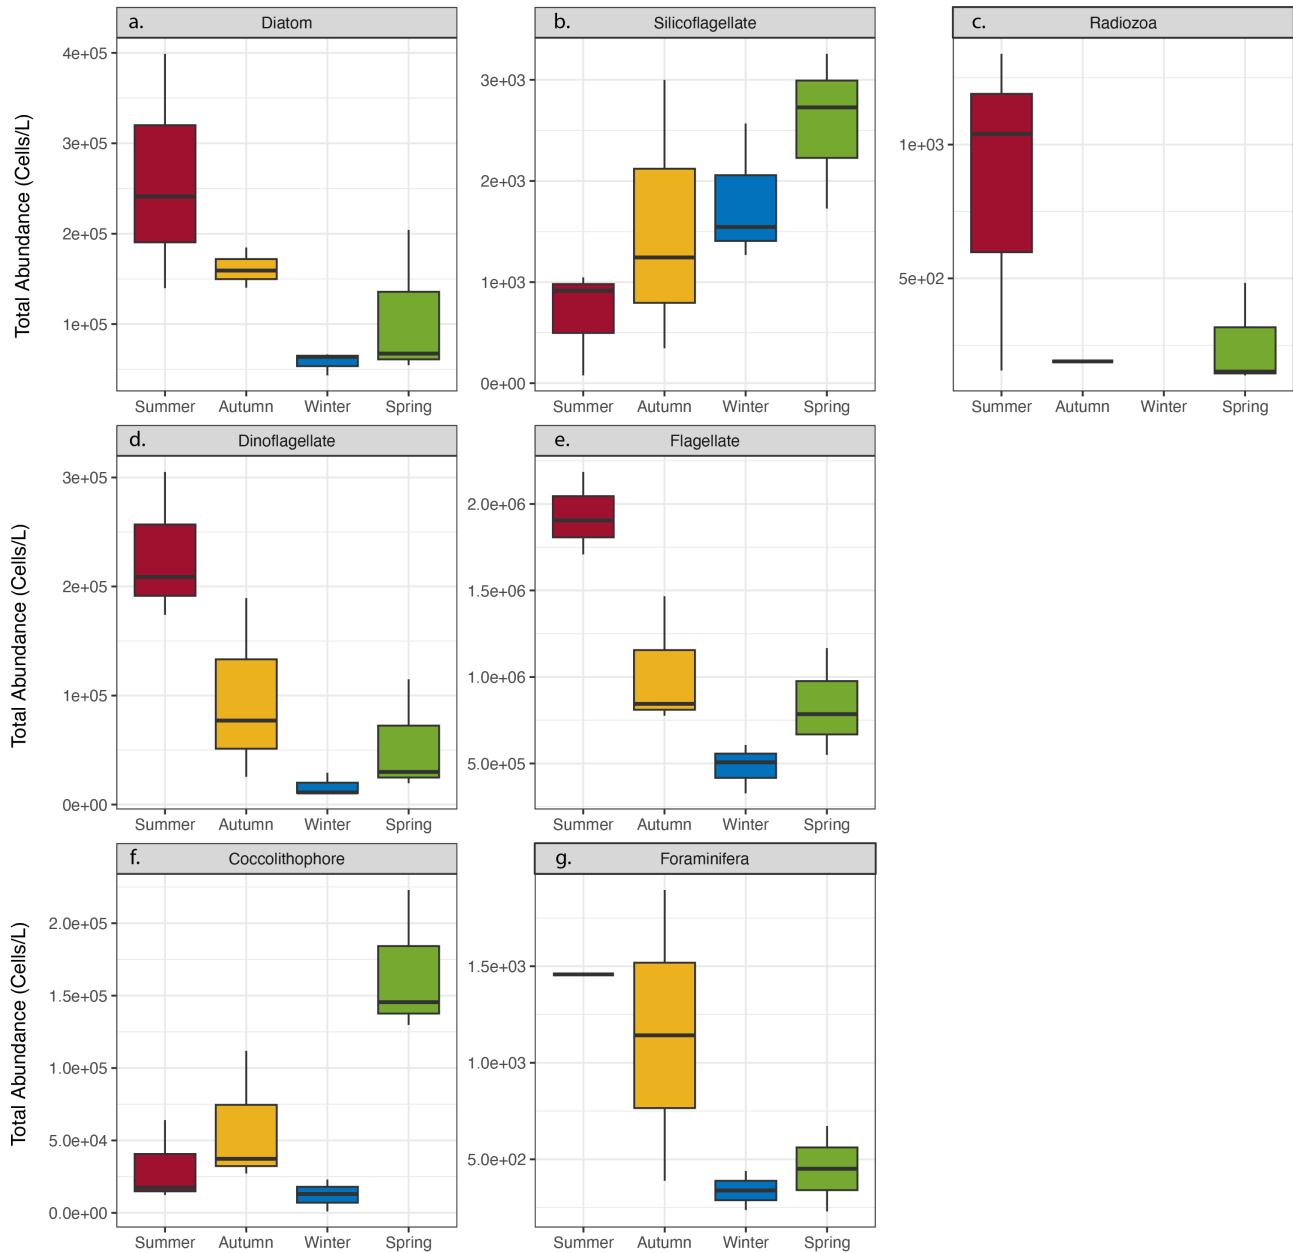 a. Diatom
b. Silicoflagellate
c. Radiozoa
Total Abundance (Cells/L)
4e+05
3e+05
2e+05
1e+05
Summer Autumn Winter Spring
3e+03
2e+03
1e+03
0e+00
Summer Autumn Winter Spring
1e+03
5e+02
Summer Autumn Winter Spring
d. Dinoflagellate
e. Flagellate
Total Abundance (Cells/L)
3e+05
2e+05
1e+05
0e+00
Summer Autumn Winter Spring
2.0e+06
1.5e+06
1.0e+06
5.0e+05
Summer Autumn Winter Spring
f. Coccolithophore
g. Foraminifera
Total Abundance (Cells/L)
2.0e+05
1.5e+05
1.0e+05
5.0e+04
0.0e+00
Summer Autumn Winter Spring
1.5e+03
1.0e+03
5.0e+02
Summer Autumn Winter Spring